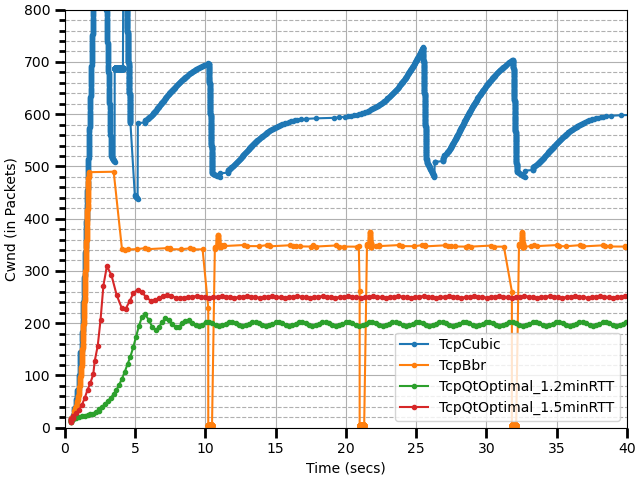 800
700
600
500
400
300
200
100
0
Cwnd (in Packets)
TcpCubic
TcpBbr
TcpQtOptimal_1.2minRTT
TcpQtOptimal_1.5minRTT
0 5 10 15 20 25 30 35 40
Time (secs)